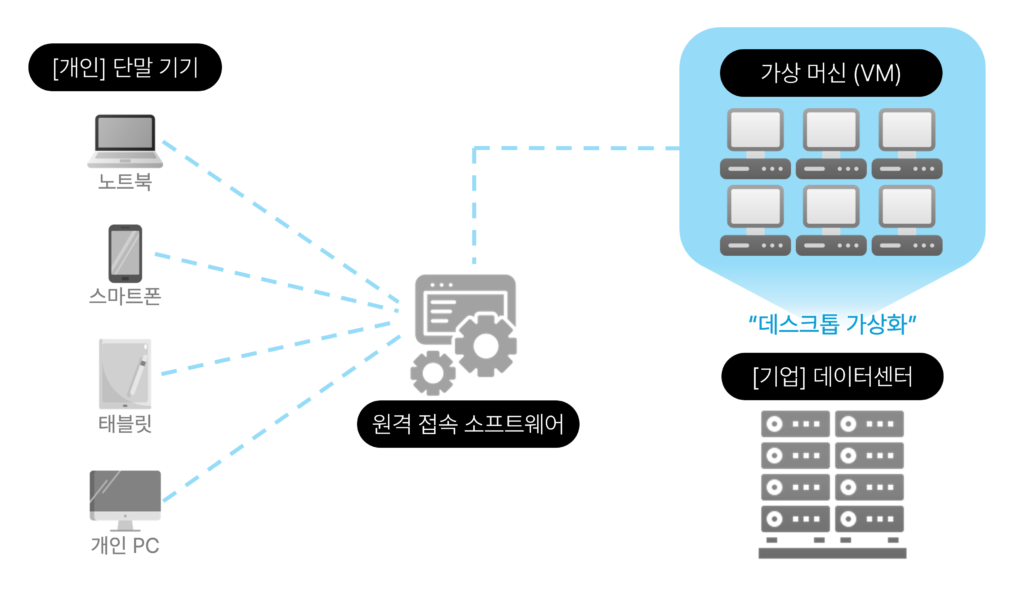 [개인] 단말 기기
노트북
스마트폰
태블릿
개인 PC
원격 접속 소프트웨어
가상 머신 (VM)
“데스크톱 가상화”
[기업] 데이터센터